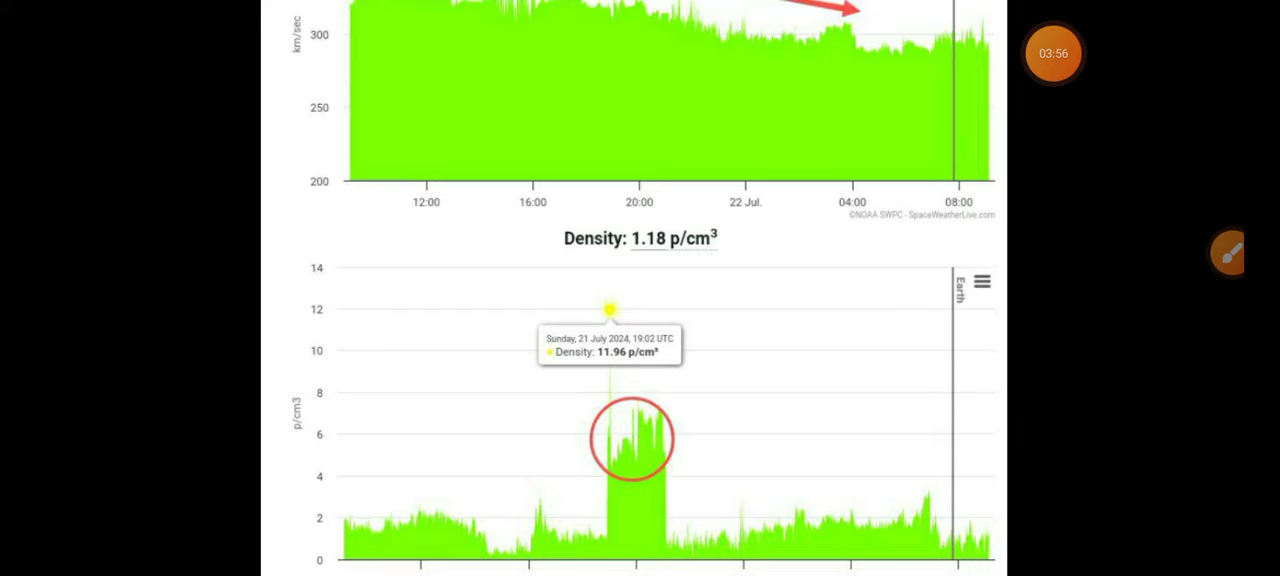 km/sec
300
250
200
12:00 16:00 20:00 22 Jul. 04:00 08:00
©NOAA SWPC - SpaceWeatherLive.com
Density: 1.18 p/cm³
14
12
10
8
6
4
2
0
p/cm3
Earth
Sunday, 21 July 2024, 19:02 UTC
Density: 11.96 p/cm³
03:56